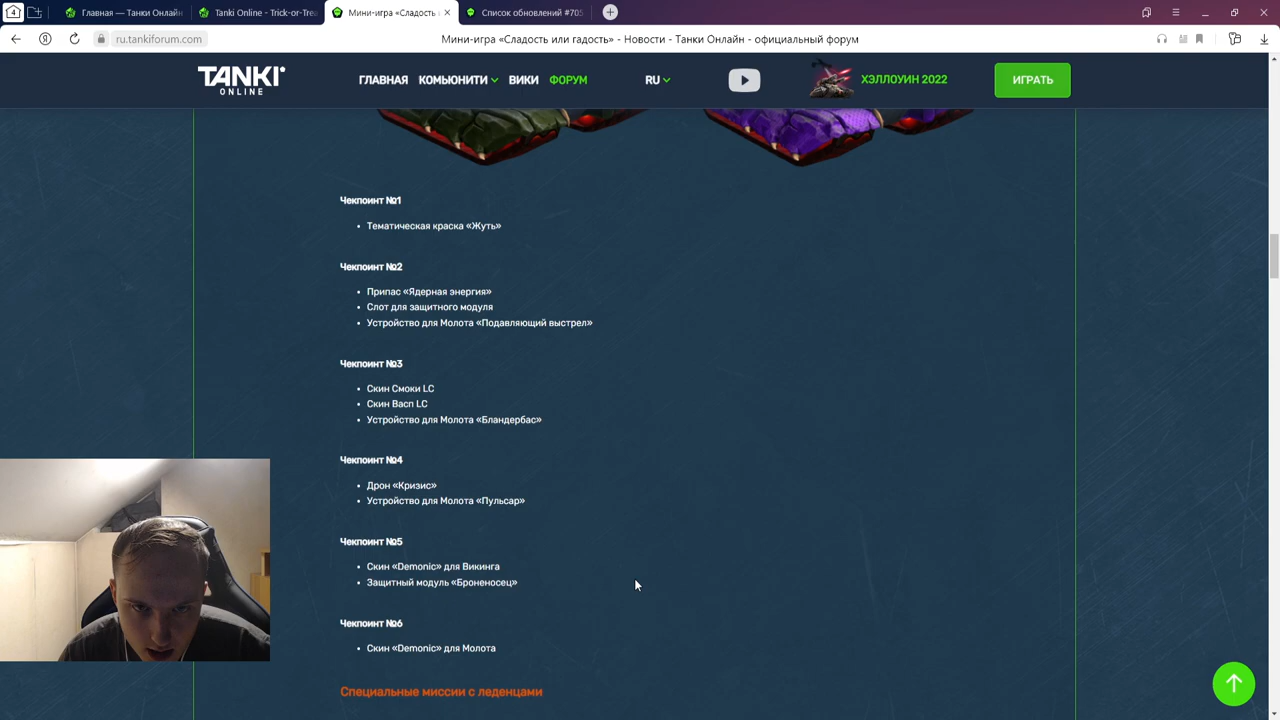 4
Главная — Танки Онлайн
Tanki Online - Trick-or-Trea
Мини-игра «Сладость
Список обновлений #705
ru.tankiforum.com
Мини-игра «Сладость или гадость» - Новости - Танки Онлайн - официальный форум
TANKI
ONLINE
ГЛАВНАЯ
КОМЬЮНИТИ
ВИКИ
ФОРУМ
RU
ХЭЛЛОУИН 2022
ИГРАТЬ
Чекпоинт №1
• Тематическая краска «Жуть»
Чекпоинт №2
• Припас «Ядерная энергия»
• Слот для защитного модуля
• Устройство для Молота «Подавляющий выстрел»
Чекпоинт №3
• Скин Смоки LC
• Скин Васп LC
• Устройство для Молота «Бландербас»
Чекпоинт №4
• Дрон «Кризис»
• Устройство для Молота «Пульсар»
Чекпоинт №5
• Скин «Demonic» для Викинга
• Защитный модуль «Броненосец»
Чекпоинт №6
• Скин «Demonic» для Молота
Специальные миссии с леденцами